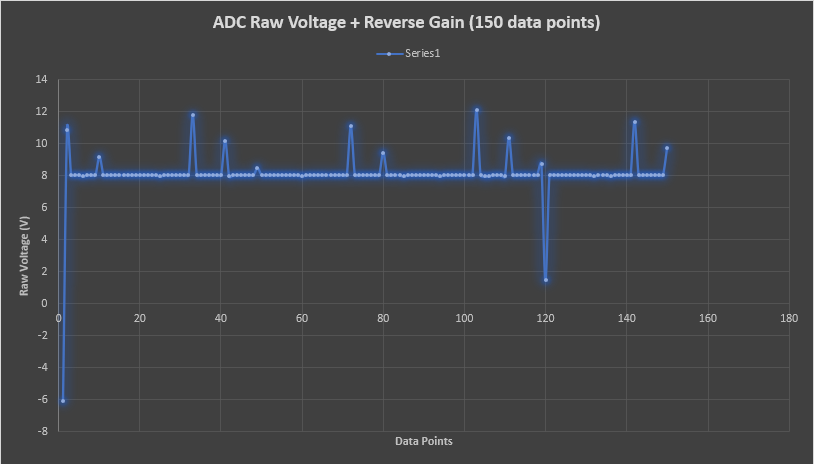 ADC Raw Voltage + Reverse Gain (150 data points)
Series1
14
12
10
8
6
4
2
0
-2
-4
-6
-8
Raw Voltage (V)
0 20 40 60 80 100 120 140 160 180
Data Points